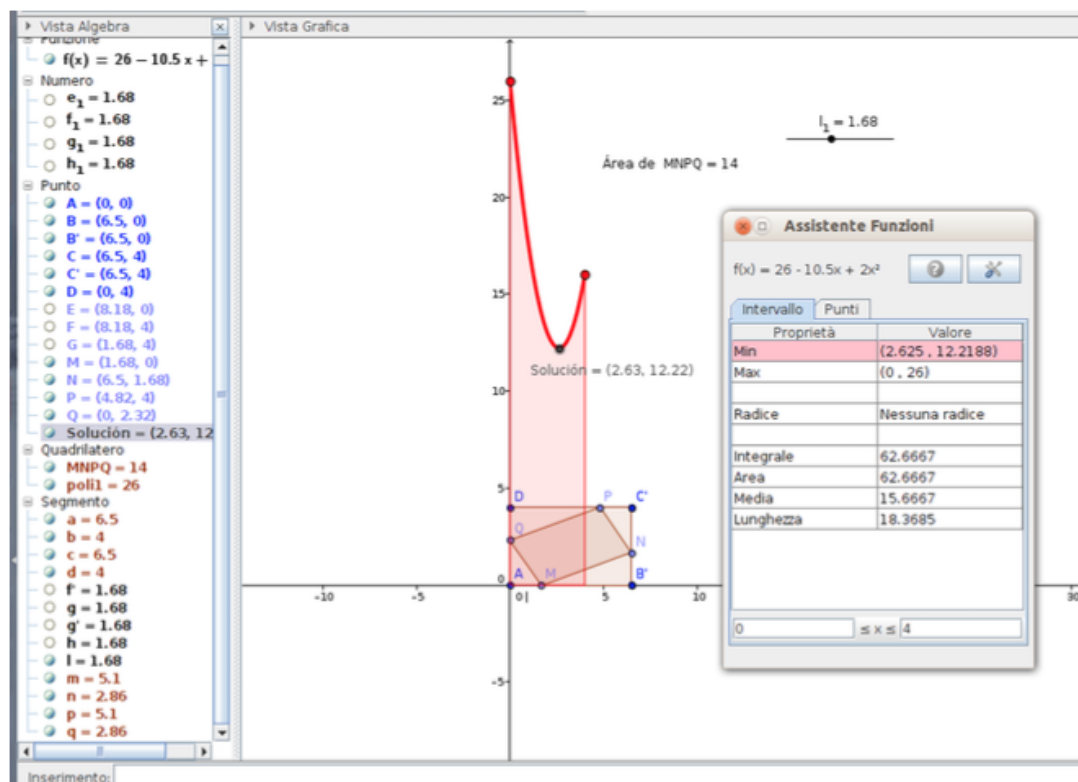 Vista Algebra
Vista Grafica
Funzione
f(x) = 26 − 10.5 x +
Numero
e₁ = 1.68
f₁ = 1.68
g₁ = 1.68
h₁ = 1.68
Punto
A = (0, 0)
B = (6.5, 0)
B' = (6.5, 0)
C = (6.5, 4)
C' = (6.5, 4)
D = (0, 4)
E = (8.18, 0)
F = (8.18, 4)
G = (1.68, 4)
M = (1.68, 0)
N = (6.5, 1.68)
P = (4.82, 4)
Q = (0, 2.32)
Solución = (2.63, 12
Quadrilatero
MNPQ = 14
poli1 = 26
Segmento
a = 6.5
b = 4
c = 6.5
d = 4
f' = 1.68
g = 1.68
g' = 1.68
h = 1.68
l = 1.68
m = 5.1
n = 2.86
p = 5.1
q = 2.86
Inserimento:
25
20
15
10
5
0
-5
-10
-5
0
5
10
30
l₁ = 1.68
Área de MNPQ = 14
Solución = (2.63, 12.22)
D
P
C'
Q
N
A
M
B'
Assistente Funzioni
f(x) = 26 - 10.5x + 2x²
Intervallo
Punti
Proprietà Valore
Min (2.625 , 12.2188)
Max (0 , 26)
Radice Nessuna radice
Integrale 62.6667
Area 62.6667
Media 15.6667
Lunghezza 18.3685
0 ≤ x ≤ 4